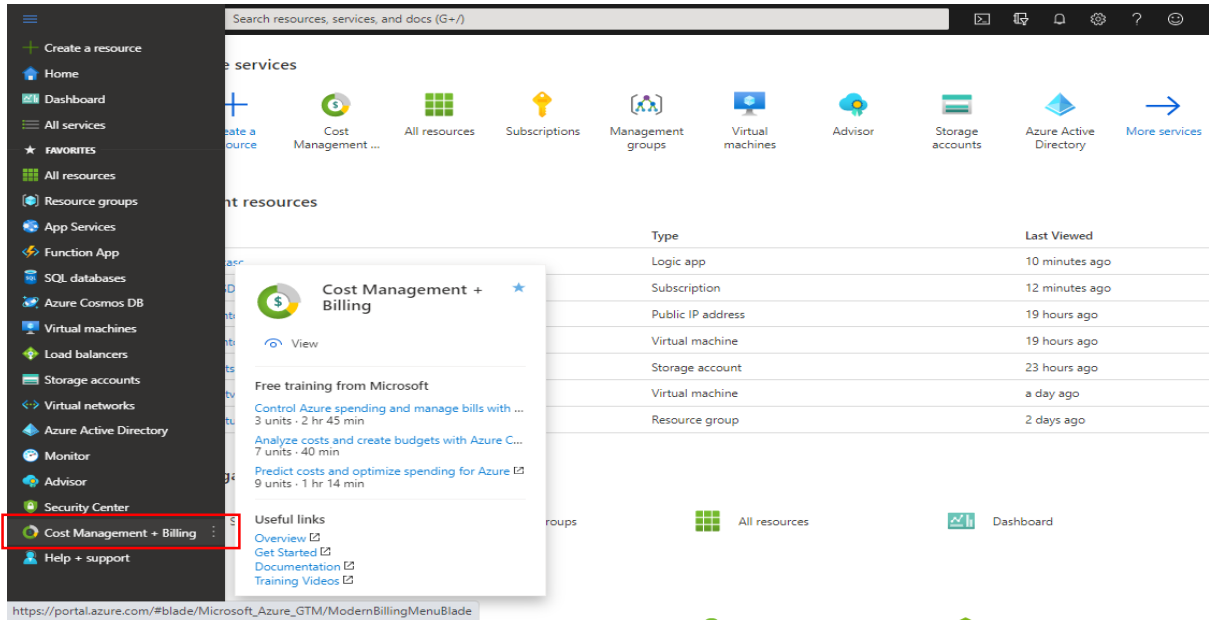 Search resources, services, and docs (G+/)
Create a resource
Home
Dashboard
All services
FAVORITES
All resources
Resource groups
App Services
Function App
SQL databases
Azure Cosmos DB
Virtual machines
Load balancers
Storage accounts
Virtual networks
Azure Active Directory
Monitor
Advisor
Security Center
Cost Management + Billing
Help + support
services
Cost
Management ...
All resources
Subscriptions
Management
groups
Virtual
machines
Advisor
Storage
accounts
Azure Active
Directory
More services
resources
Type
Last Viewed
Logic app
10 minutes ago
Subscription
12 minutes ago
Public IP address
19 hours ago
Virtual machine
19 hours ago
Storage account
23 hours ago
Virtual machine
a day ago
Resource group
2 days ago
Cost Management +
Billing
View
Free training from Microsoft
Control Azure spending and manage bills with ...
3 units · 2 hr 45 min
Analyze costs and create budgets with Azure C...
7 units · 40 min
Predict costs and optimize spending for Azure
9 units · 1 hr 14 min
Useful links
Overview
Get Started
Documentation
Training Videos
roups
All resources
Dashboard
https://portal.azure.com/#blade/Microsoft_Azure_GTM/ModernBillingMenuBlade